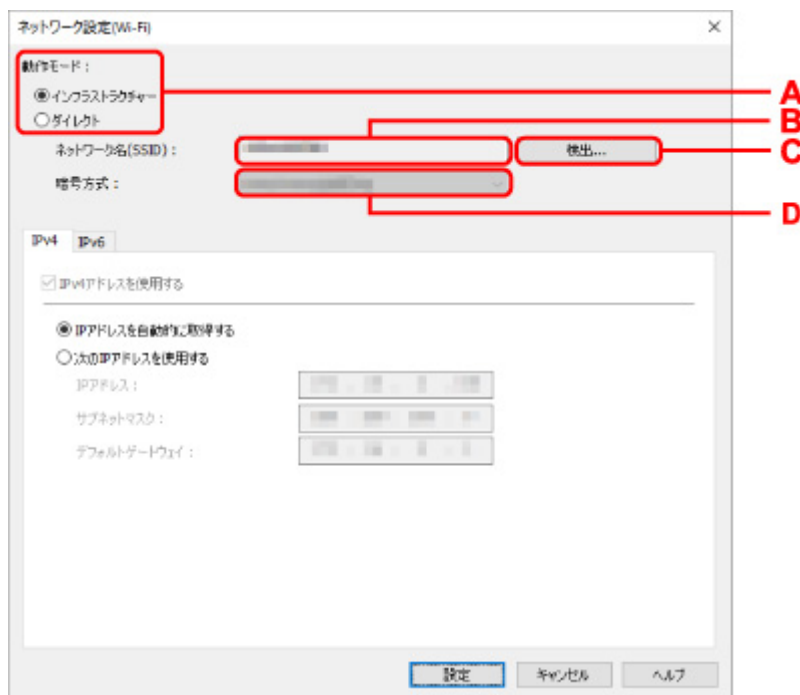 ネットワーク設定(Wi-Fi)
動作モード：
インフラストラクチャー
A
ダイレクト
B
ネットワーク名(SSID)：
検出...
C
暗号方式：
D
IPv4 IPv6
IPv4アドレスを使用する
IPアドレスを自動的に取得する
次のIPアドレスを使用する
IPアドレス：
サブネットマスク：
デフォルトゲートウェイ：
設定 キャンセル ヘルプ